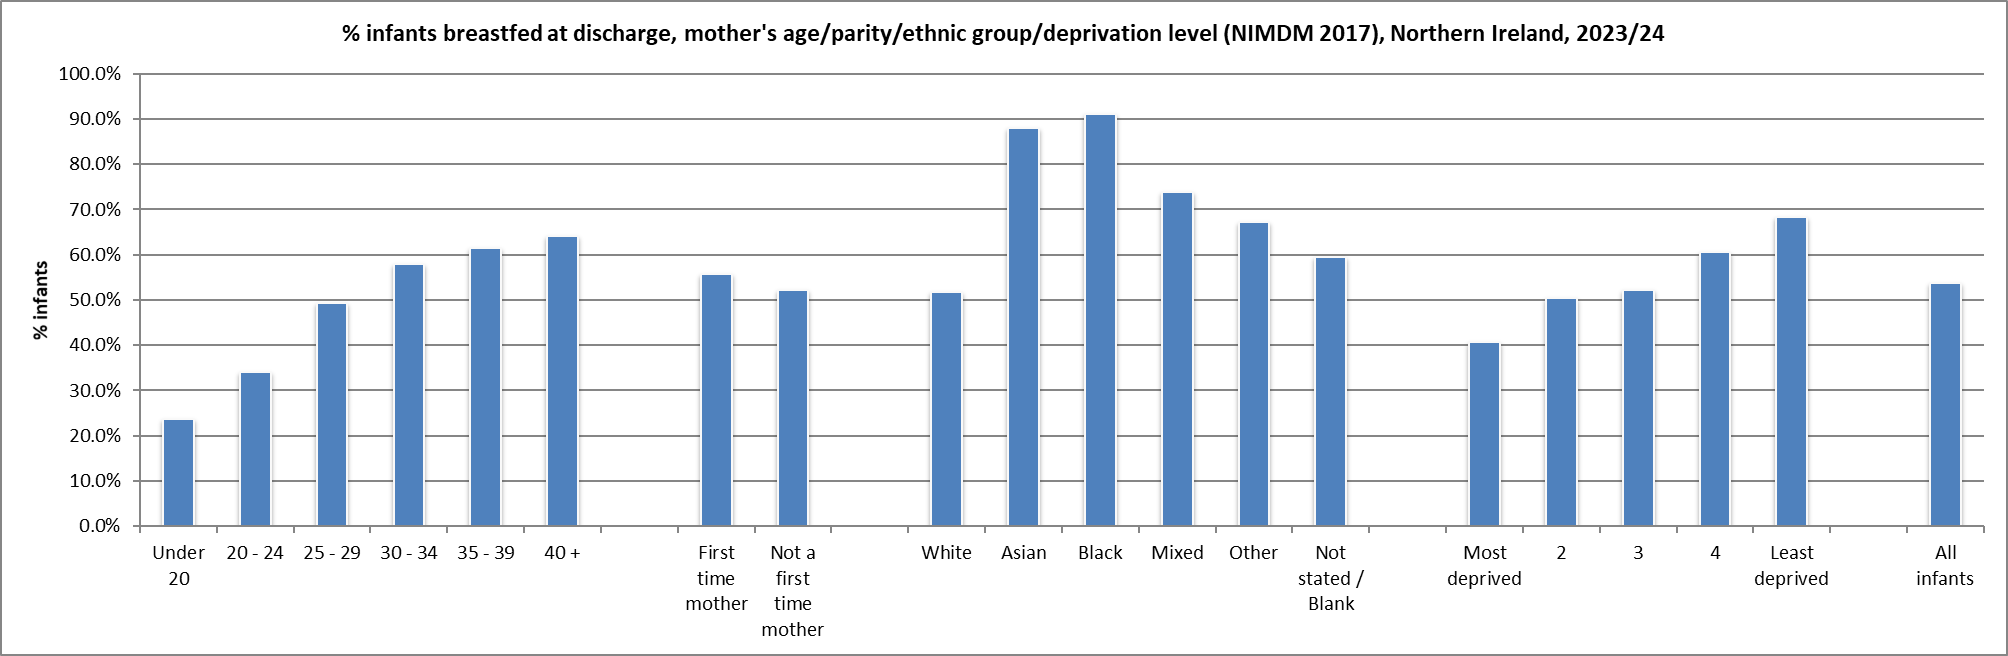 % infants breastfed at discharge, mother's age/parity/ethnic group/deprivation level (NIMDM 2017), Northern Ireland, 2023/24
% infants
100.0%
90.0%
80.0%
70.0%
60.0%
50.0%
40.0%
30.0%
20.0%
10.0%
0.0%
Under
20
20 - 24
25 - 29
30 - 34
35 - 39
40 +
First
time
mother
Not a
first
time
mother
White
Asian
Black
Mixed
Other
Not
stated /
Blank
Most
deprived
2
3
4
Least
deprived
All
infants